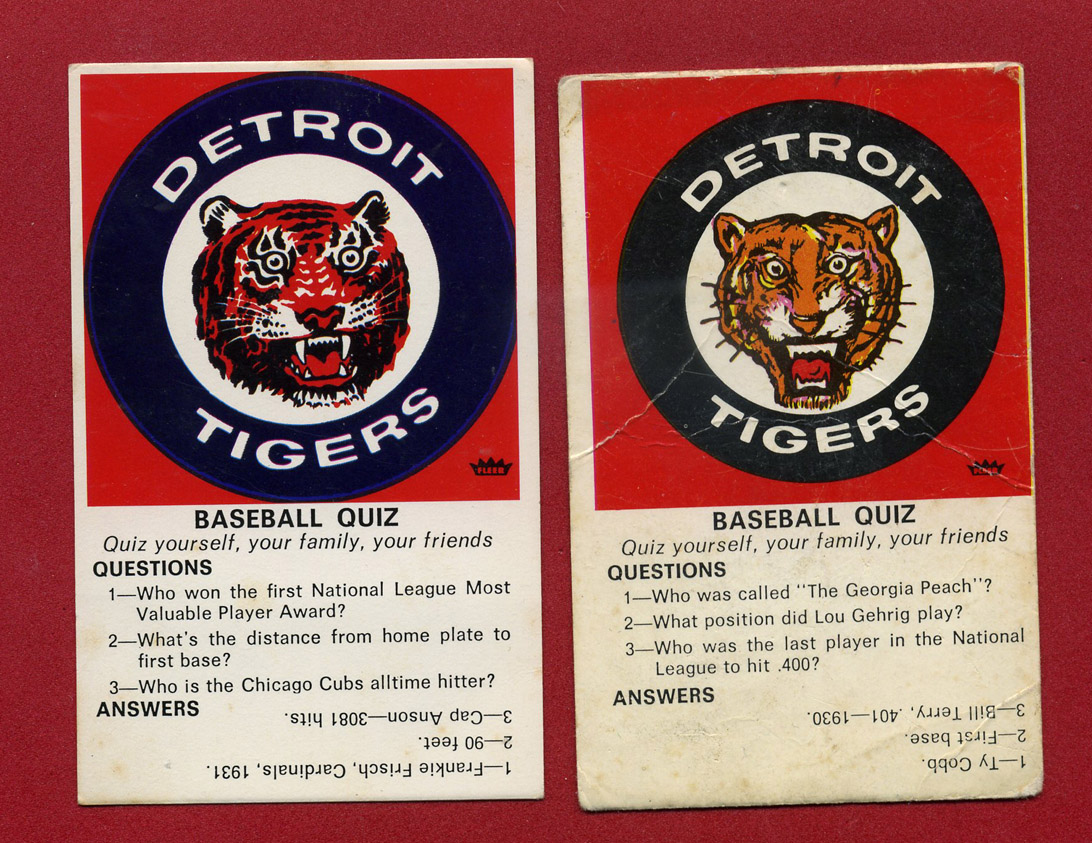 DETROIT
TIGERS
FLEER
BASEBALL QUIZ
Quiz yourself, your family, your friends
QUESTIONS
1—Who won the first National League Most
Valuable Player Award?
2—What's the distance from home plate to
first base?
3—Who is the Chicago Cubs alltime hitter?
ANSWERS
1—Frankie Frisch, Cardinals, 1931.
2—90 feet.
3—Cap Anson—3081 hits.
DETROIT
TIGERS
FLEER
BASEBALL QUIZ
Quiz yourself, your family, your friends
QUESTIONS
1—Who was called "The Georgia Peach"?
2—What position did Lou Gehrig play?
3—Who was the last player in the National
League to hit .400?
ANSWERS
1—Ty Cobb.
2—First base.
3—Bill Terry, .401—1930.